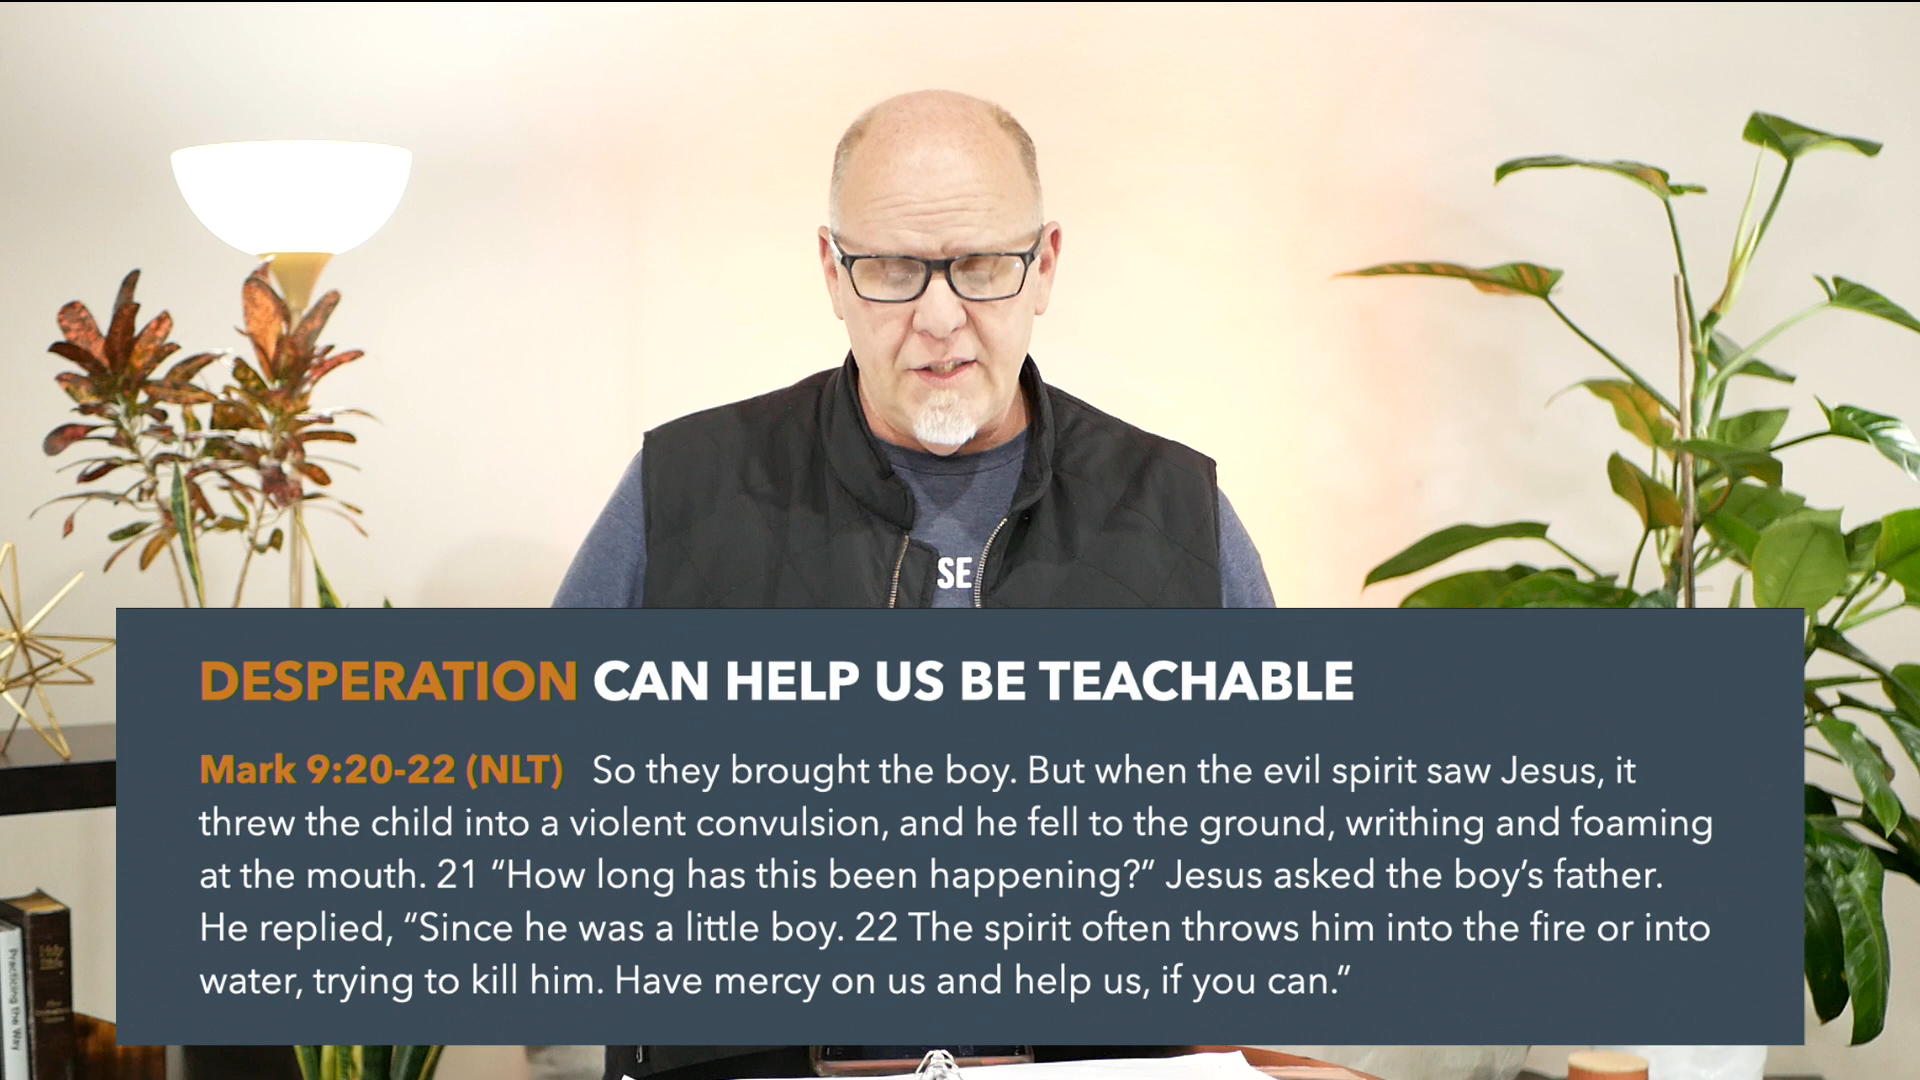 SE
DESPERATION CAN HELP US BE TEACHABLE
Mark 9:20-22 (NLT) So they brought the boy. But when the evil spirit saw Jesus, it
threw the child into a violent convulsion, and he fell to the ground, writhing and foaming
at the mouth. 21 “How long has this been happening?” Jesus asked the boy’s father.
He replied, “Since he was a little boy. 22 The spirit often throws him into the fire or into
water, trying to kill him. Have mercy on us and help us, if you can.”
Practicing the Way
Holy